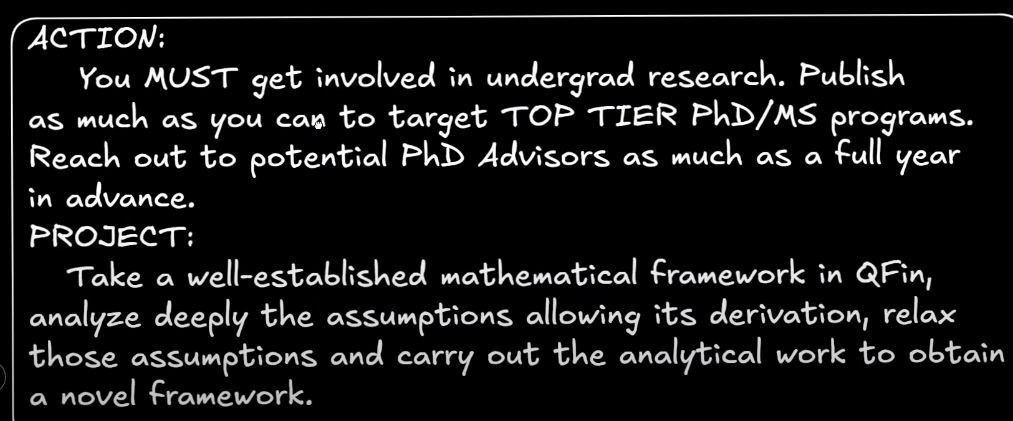 ACTION:
You MUST get involved in undergrad research. Publish
as much as you can to target TOP TIER PhD/MS programs.
Reach out to potential PhD Advisors as much as a full year
in advance.
PROJECT:
Take a well-established mathematical framework in QFin,
analyze deeply the assumptions allowing its derivation, relax
those assumptions and carry out the analytical work to obtain
a novel framework.